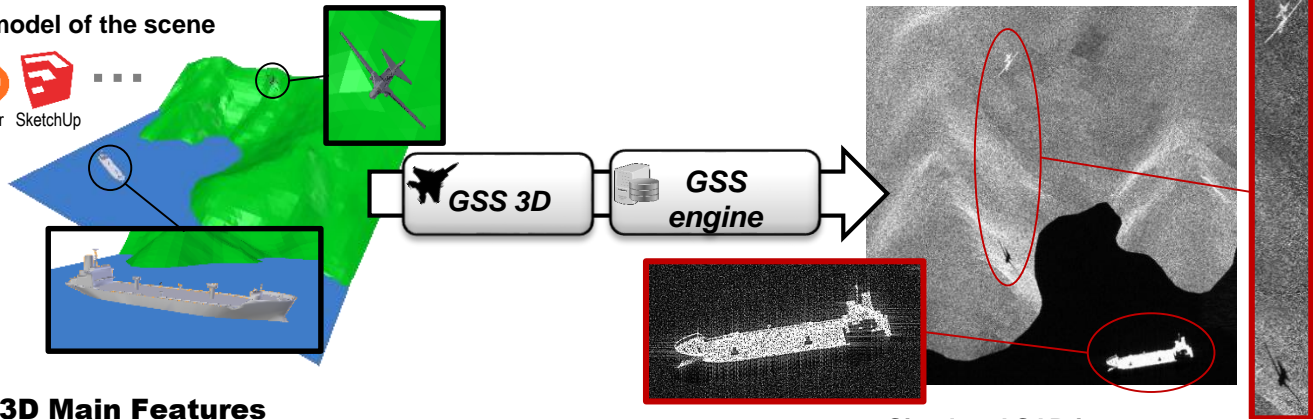 model of the scene
SketchUp
GSS 3D
GSS
engine
3D Main Features